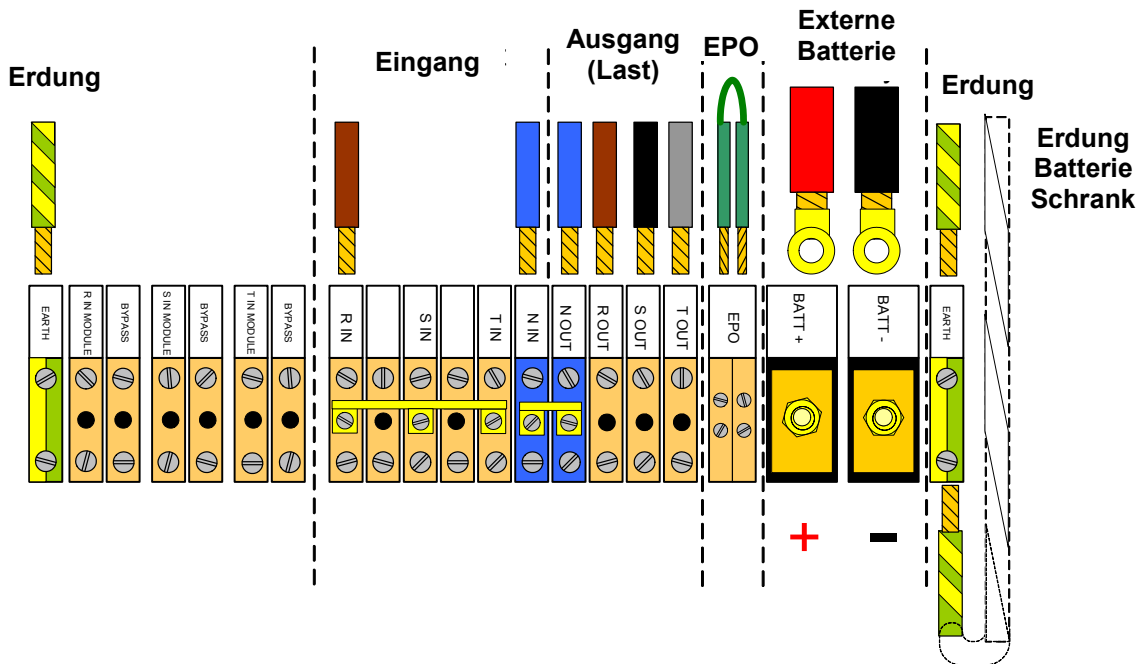 Erdung
Eingang
Ausgang
(Last)
EPO
Externe
Batterie
Erdung
Erdung
Batterie
Schrank
EARTH
R IN MODULE
BYPASS
S IN MODULE
BYPASS
T IN MODULE
BYPASS
R IN
S IN
T IN
N IN
N OUT
R OUT
S OUT
T OUT
EPO
BATT +
BATT -
EARTH
+
-